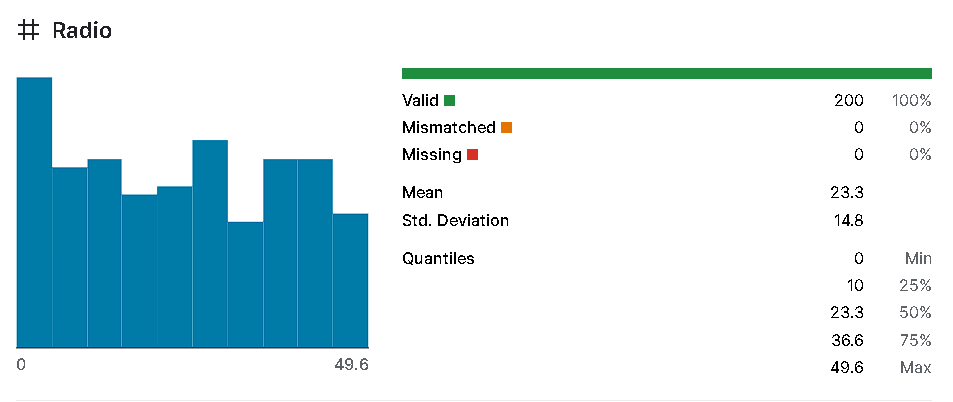 # Radio
0 49.6
Valid 200 100%
Mismatched 0 0%
Missing 0 0%
Mean 23.3
Std. Deviation 14.8
Quantiles 0 Min
10 25%
23.3 50%
36.6 75%
49.6 Max